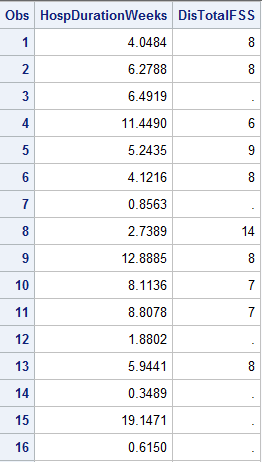 Obs HospDurationWeeks DisTotalFSS
1 4.0484 8
2 6.2788 8
3 6.4919 .
4 11.4490 6
5 5.2435 9
6 4.1216 8
7 0.8563 .
8 2.7389 14
9 12.8885 8
10 8.1136 7
11 8.8078 7
12 1.8802 .
13 5.9441 8
14 0.3489 .
15 19.1471 .
16 0.6150 .